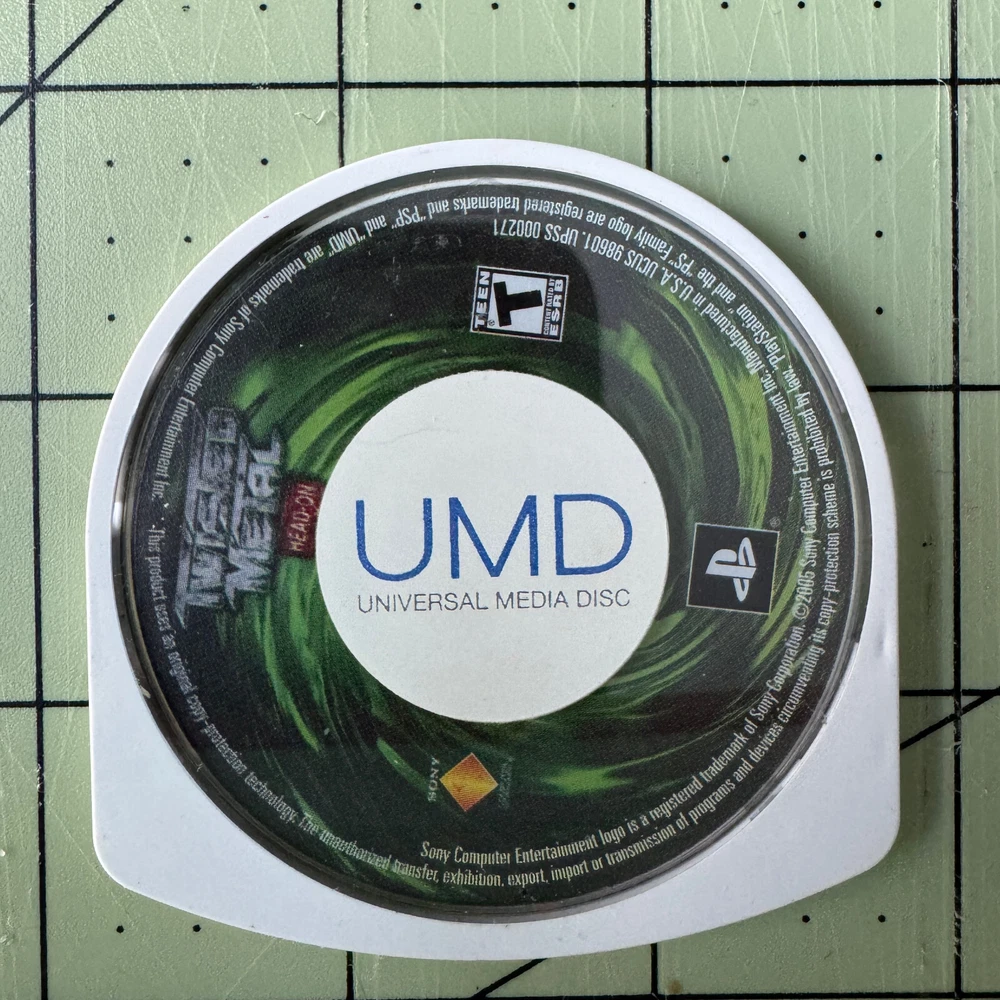 UMD
UNIVERSAL MEDIA DISC
TWISTED
METAL
HEAD-ON
TEEN
T
CONTENT RATED BY
ESRB
SONY
"PlayStation" and the "PS" Family logo are registered trademarks and "PSP" and "UMD" are trademarks of Sony Computer Entertainment Inc. This product uses an original copy-protection technology. The unauthorized transfer, exhibition, export, import or transmission of programs and devices circumventing its copy-protection scheme is prohibited by law.
Sony Computer Entertainment logo is a registered trademark of Sony Corporation. ©2005 Sony Computer Entertainment Inc. Manufactured in U.S.A. UCUS 98601. UPSS 000271